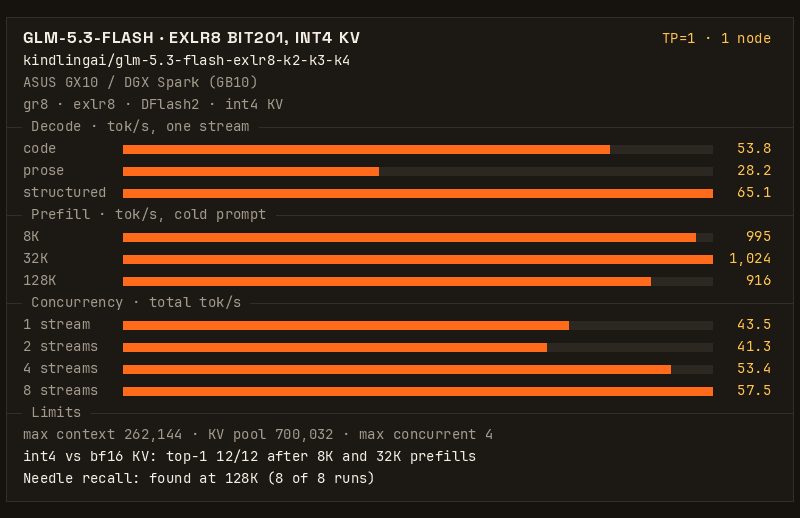 GLM-5.3-FLASH · EXLR8 BIT201, INT4 KV
TP=1 · 1 node
kindlingai/glm-5.3-flash-exlr8-k2-k3-k4
ASUS GX10 / DGX Spark (GB10)
gr8 · exlr8 · DFlash2 · int4 KV
Decode · tok/s, one stream
code 53.8
prose 28.2
structured 65.1
Prefill · tok/s, cold prompt
8K 995
32K 1,024
128K 916
Concurrency · total tok/s
1 stream 43.5
2 streams 41.3
4 streams 53.4
8 streams 57.5
Limits
max context 262,144 · KV pool 700,032 · max concurrent 4
int4 vs bf16 KV: top-1 12/12 after 8K and 32K prefills
Needle recall: found at 128K (8 of 8 runs)